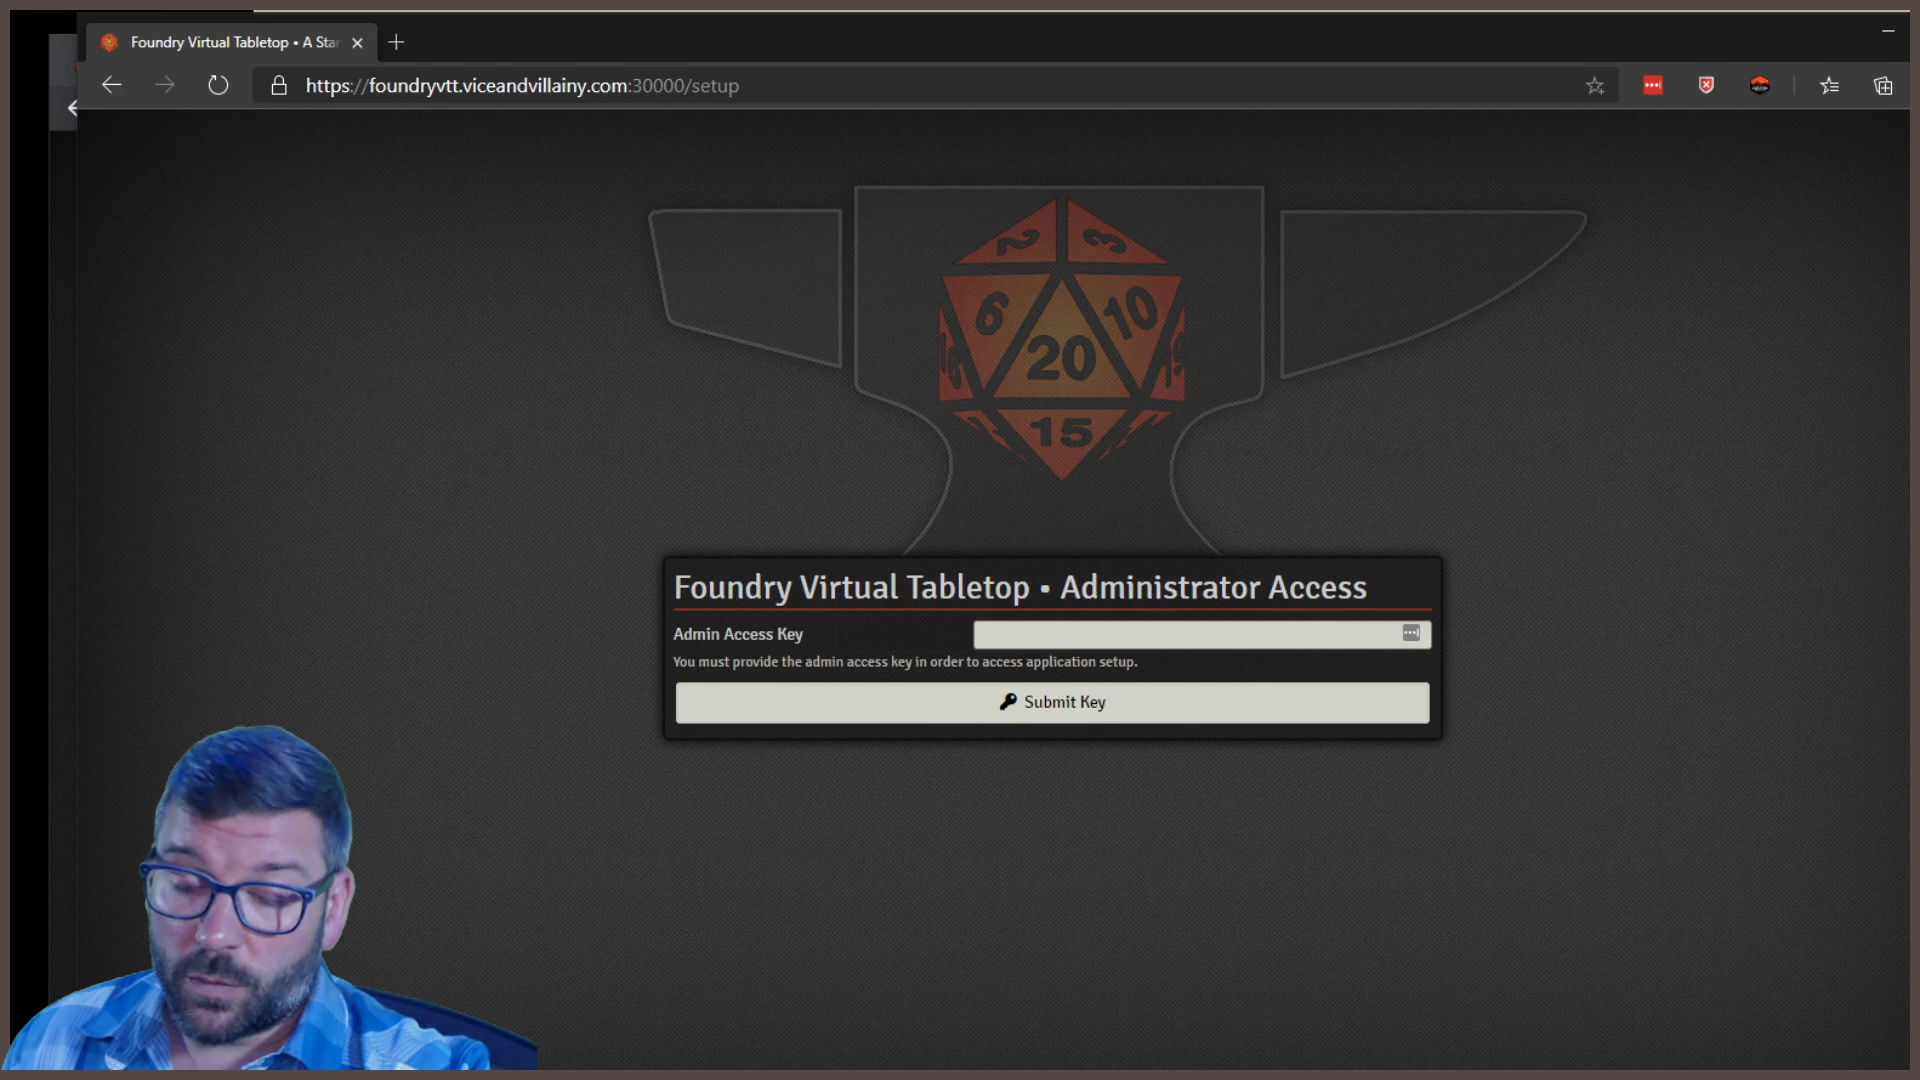 Foundry Virtual Tabletop • A Star
https://foundryvtt.viceandvillainy.com:30000/setup
2 3
6 10
20
16 19
15
Foundry Virtual Tabletop • Administrator Access
Admin Access Key
You must provide the admin access key in order to access application setup.
Submit Key